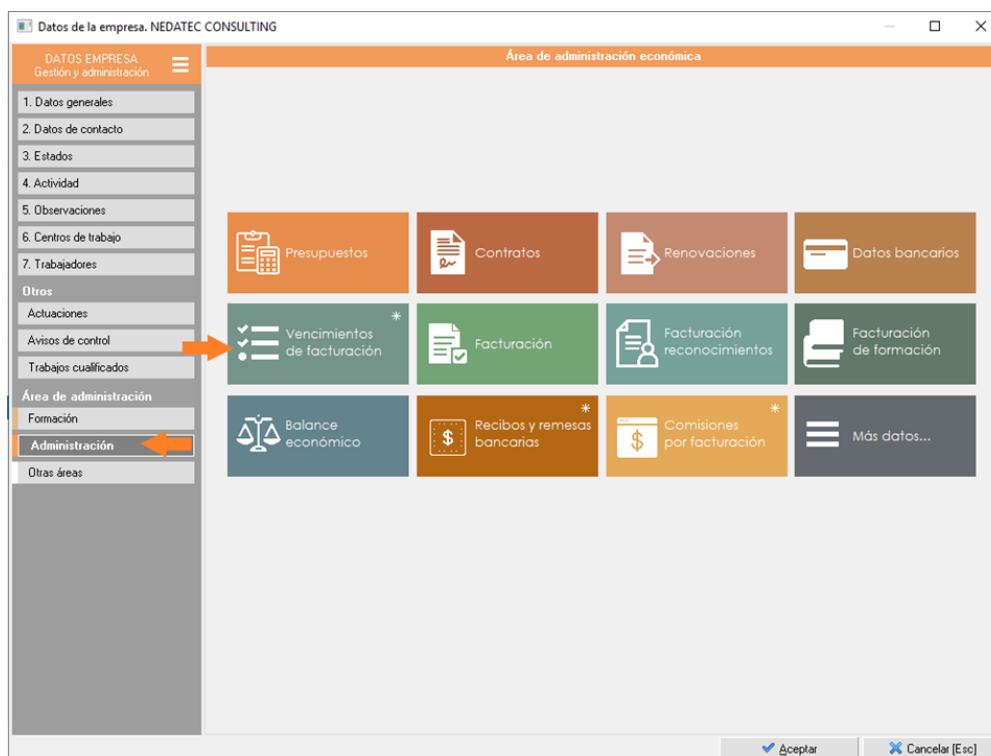 Datos de la empresa. NEDATEC CONSULTING
DATOS EMPRESA
Gestión y administración
Área de administración económica
1. Datos generales
2. Datos de contacto
3. Estados
4. Actividad
5. Observaciones
6. Centros de trabajo
7. Trabajadores
Otros
Actuaciones
Avisos de control
Trabajos cualificados
Área de administración
Formación
Administración
Otras áreas
Presupuestos
Contratos
Renovaciones
Datos bancarios
Vencimientos
de facturación
*
Facturación
Facturación
reconocimientos
Facturación
de formación
Balance
económico
Recibos y remesas
bancarias
*
$
Comisiones
por facturación
*
$
Más datos...
Aceptar
Cancelar [Esc]